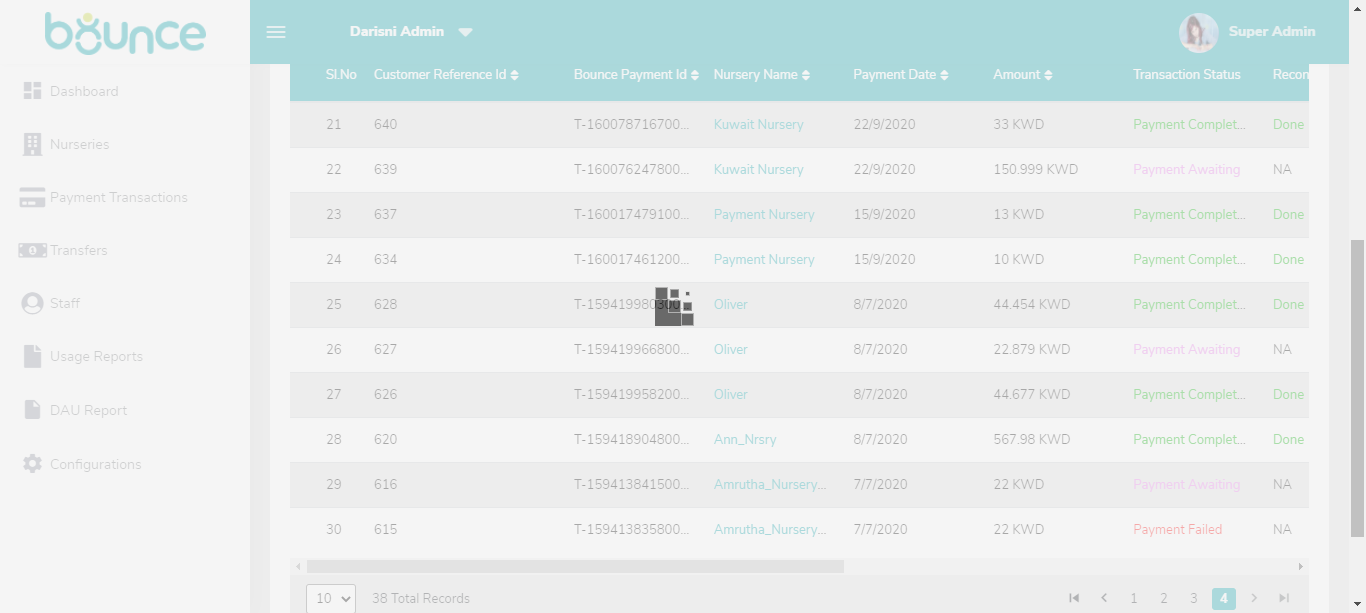 bounce
Darisni Admin
Super Admin
Dashboard
Nurseries
Payment Transactions
Transfers
Staff
Usage Reports
DAU Report
Configurations
Sl.No Customer Reference Id Bounce Payment Id Nursery Name Payment Date Amount Transaction Status Recon
21 640 T-160078716700... Kuwait Nursery 22/9/2020 33 KWD Payment Complet... Done
22 639 T-160076247800... Kuwait Nursery 22/9/2020 150.999 KWD Payment Awaiting NA
23 637 T-160017479100... Payment Nursery 15/9/2020 13 KWD Payment Complet... Done
24 634 T-160017461200... Payment Nursery 15/9/2020 10 KWD Payment Complet... Done
25 628 T-159419980300... Oliver 8/7/2020 44.454 KWD Payment Complet... Done
26 627 T-159419966800... Oliver 8/7/2020 22.879 KWD Payment Awaiting NA
27 626 T-159419958200... Oliver 8/7/2020 44.677 KWD Payment Complet... Done
28 620 T-159418904800... Ann_Nrsry 8/7/2020 567.98 KWD Payment Complet... Done
29 616 T-159413841500... Amrutha_Nursery... 7/7/2020 22 KWD Payment Awaiting NA
30 615 T-159413835800... Amrutha_Nursery... 7/7/2020 22 KWD Payment Failed NA
10 38 Total Records 1 2 3 4